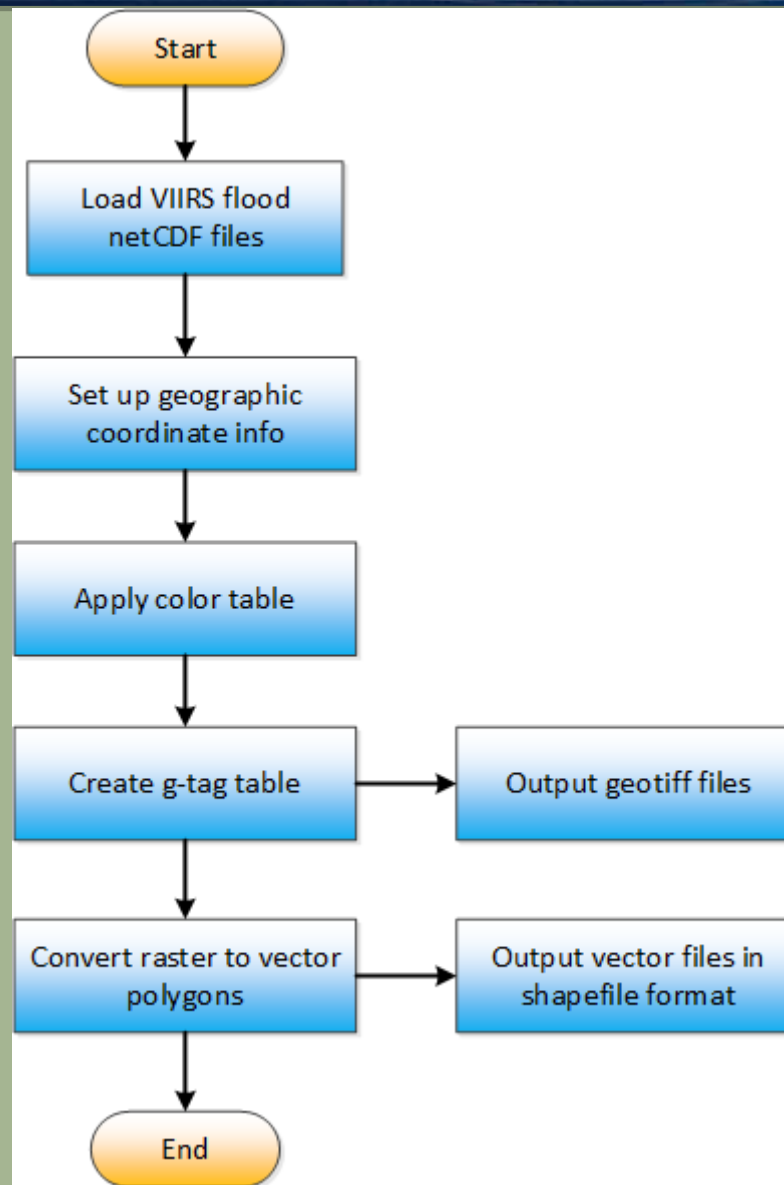 Start
Load VIIRS flood
netCDF files
Set up geographic
coordinate info
Apply color table
Create g-tag table
Output geotiff files
Convert raster to vector
polygons
Output vector files in
shapefile format
End